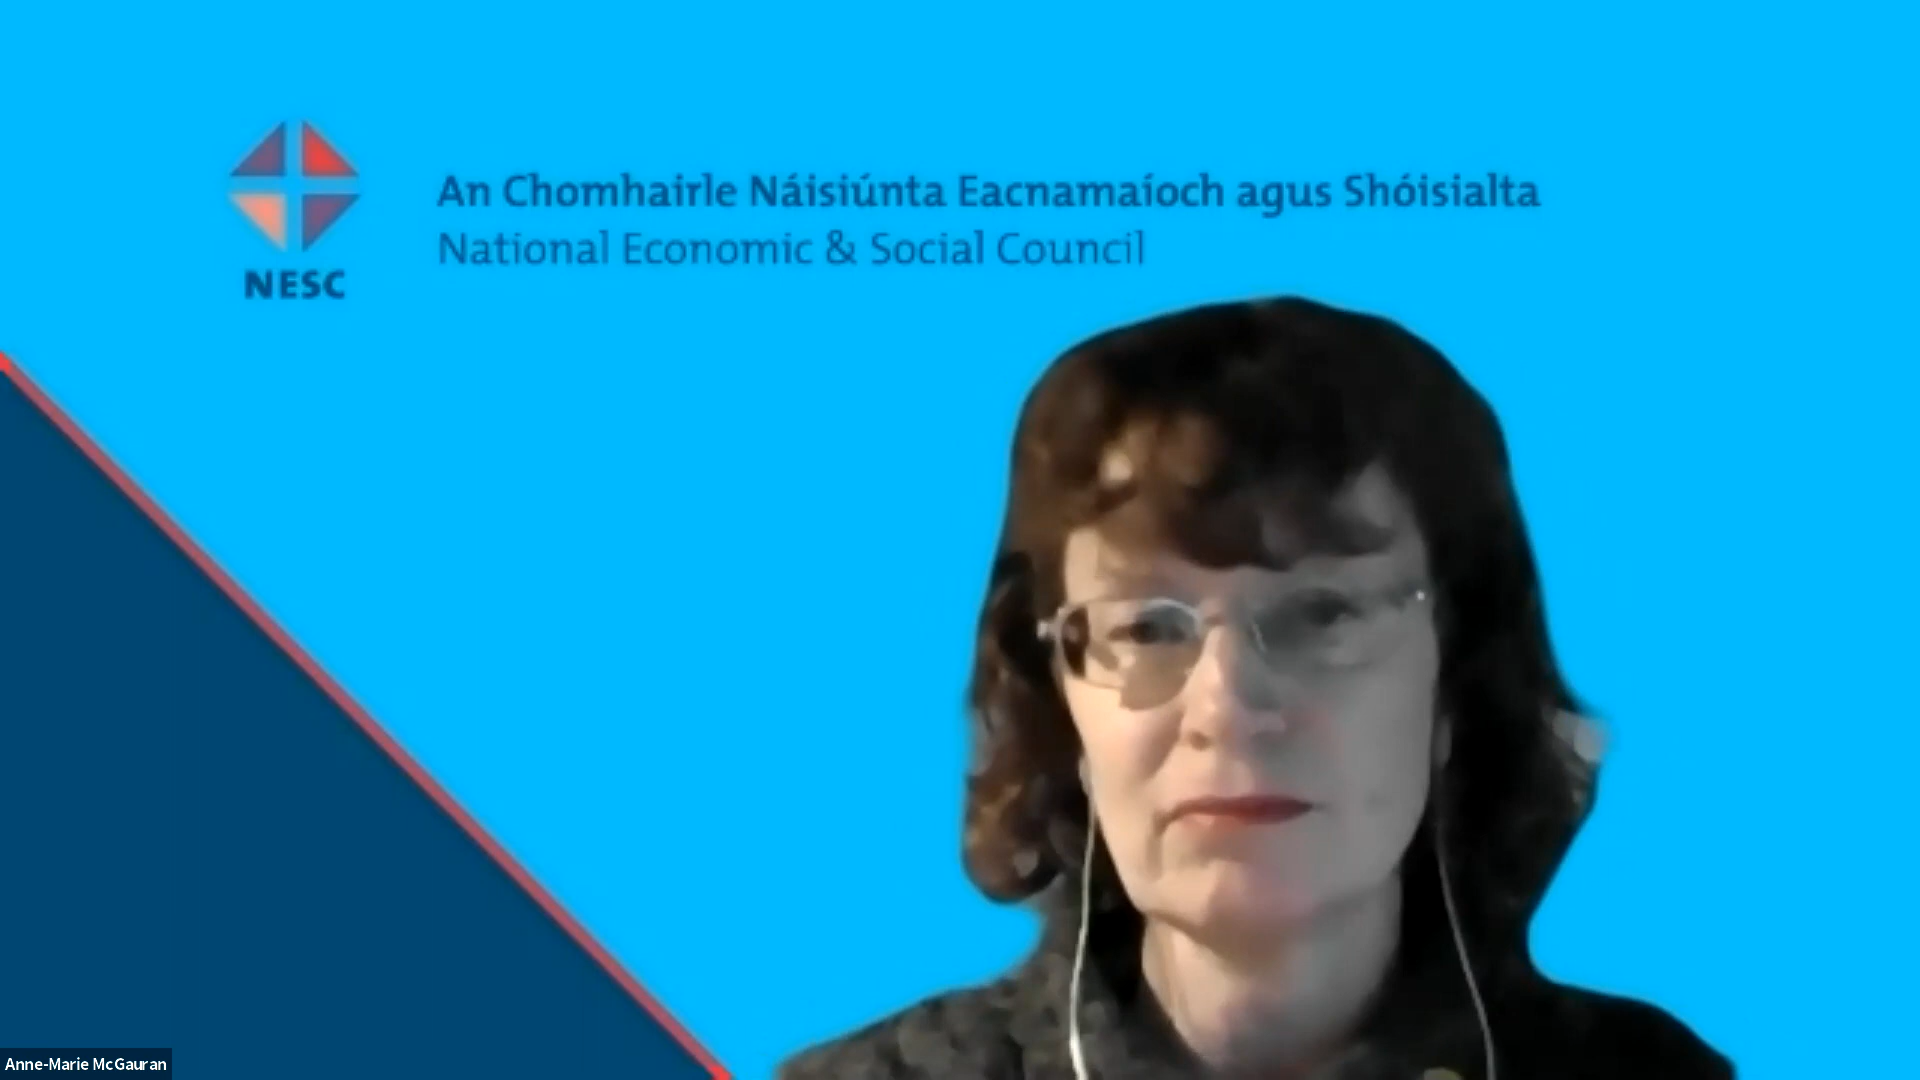 An Chomhairle Náisiúnta Eacnamaíoch agus Shóisialta
National Economic & Social Council
NESC
Anne-Marie McGauran